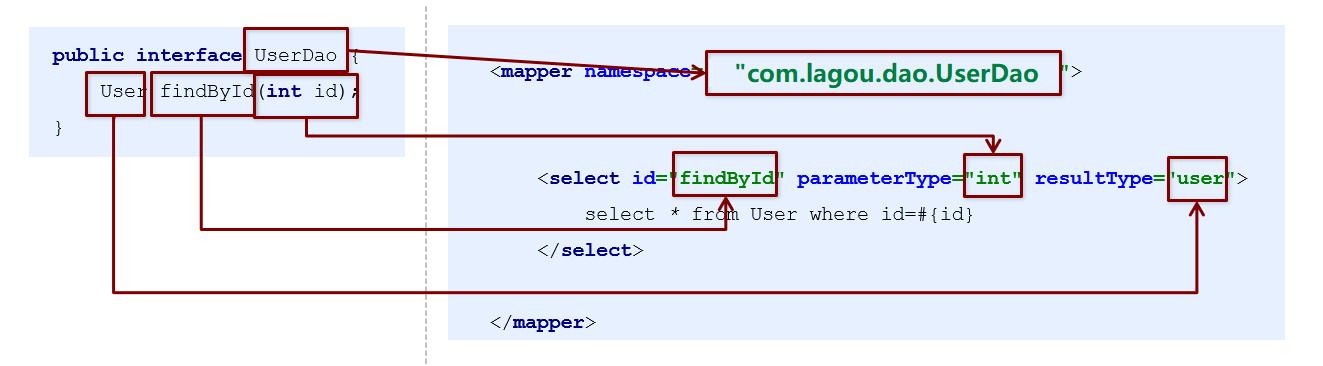 public interface UserDao {
User findById(int id);
}
<mapper namespace="com.lagou.dao.UserDao">
<select id="findById" parameterType="int" resultType="user">
select * from User where id=#{id}
</select>
</mapper>